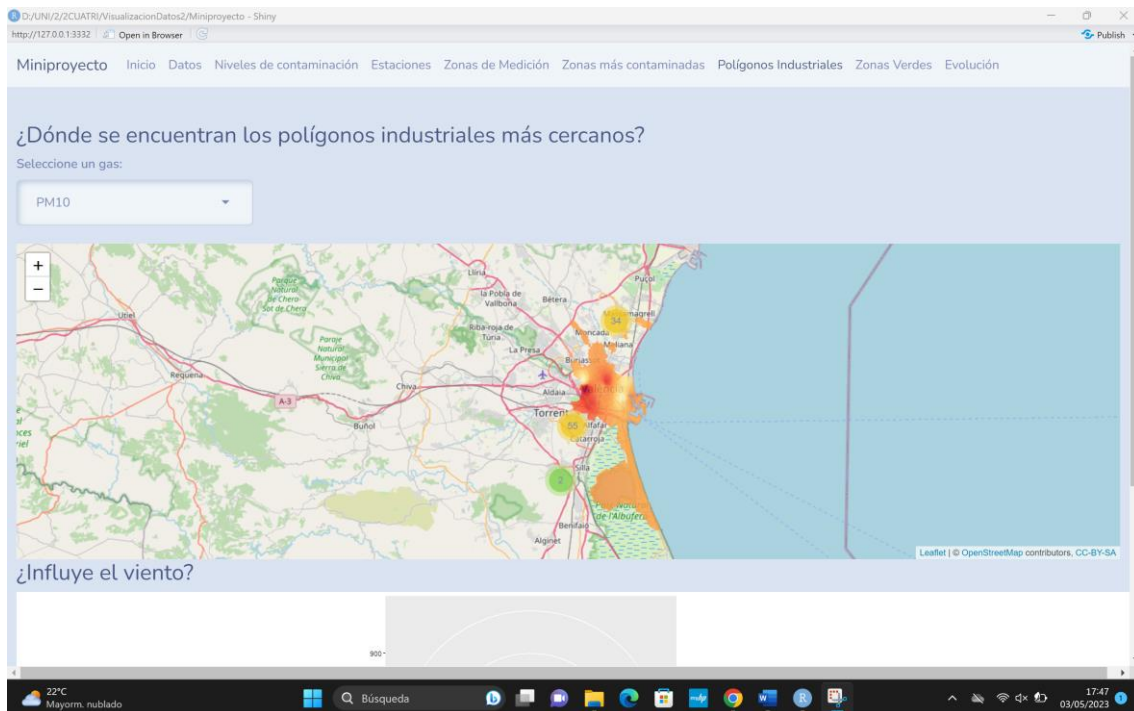 D:/UNI/2/2CUATRI/VisualizacionDatos2/Miniproyecto - Shiny
http://127.0.0.1:3332 Open in Browser Publish
Miniproyecto Inicio Datos Niveles de contaminación Estaciones Zonas de Medición Zonas más contaminadas Polígonos Industriales Zonas Verdes Evolución
¿Dónde se encuentran los polígonos industriales más cercanos?
Seleccione un gas:
PM10
+
−
Parque
Natural
de Chera-
Sot de Chera
Llíria
la Pobla de
Vallbona
Bétera
Puçol
34
Utiel
Riba-roja de
Túria
Moncada
Meliana
Paraje
Natural
Municipal
Sierra de
Chiva
La Presa
Requena
Chiva
Aldaia
València
A-3
Torrent
Buñol
55
Alfafar
Catarroja
Silla
2
de l'Albufera
Benifaió
Alginet
Leaflet | © OpenStreetMap contributors, CC-BY-SA
¿Influye el viento?
900
22°C
Mayorm. nublado
Búsqueda
17:47
03/05/2023
1